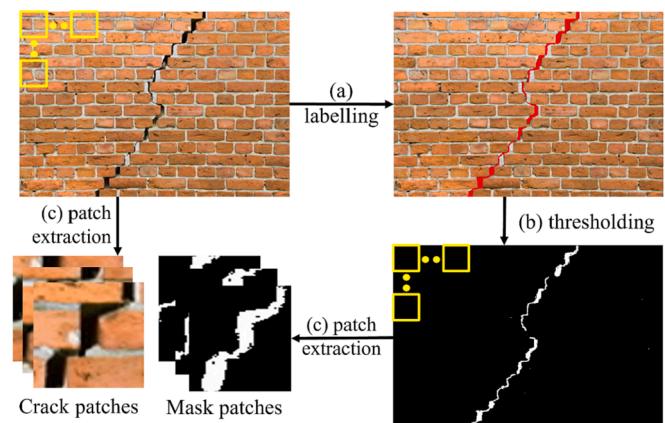 (a)
labelling
(c) patch
extraction
(b) thresholding
(c) patch
extraction
Crack patches
Mask patches